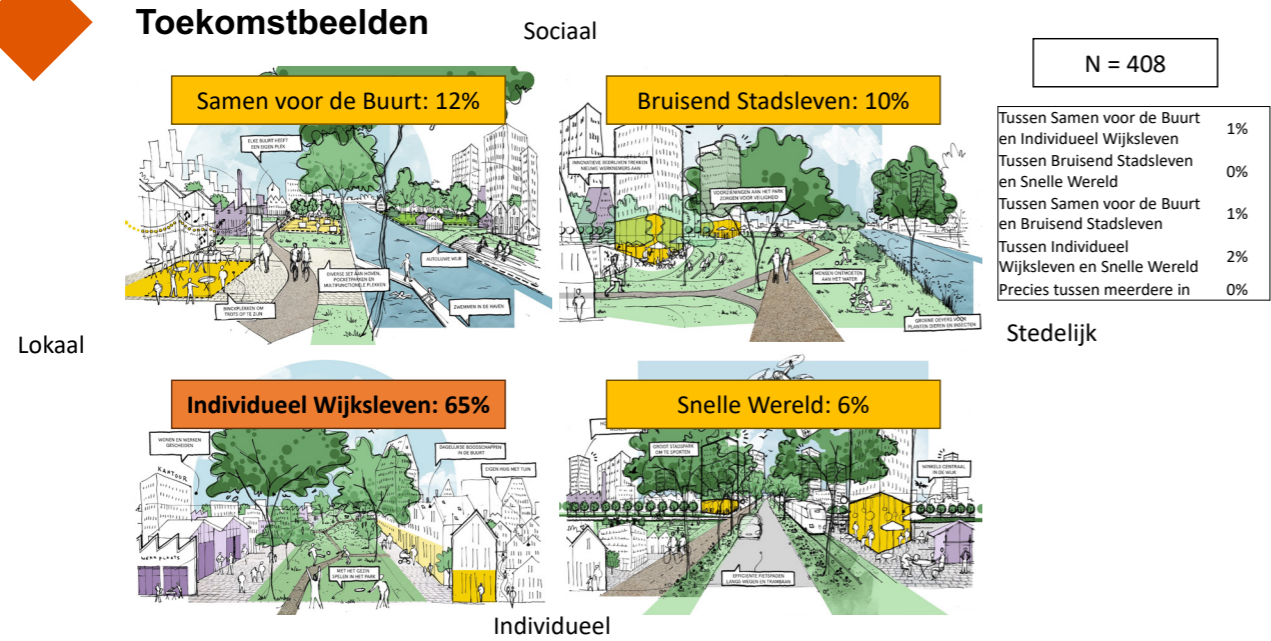 Toekomstbeelden
Sociaal
N = 408
Samen voor de Buurt: 12%
Bruisend Stadsleven: 10%
Tussen Samen voor de Buurt
en Individueel Wijksleven 1%
Tussen Bruisend Stadsleven
en Snelle Wereld 0%
Tussen Samen voor de Buurt
en Bruisend Stadsleven 1%
Tussen Individueel
Wijksleven en Snelle Wereld 2%
Precies tussen meerdere in 0%
ELKE BUURT HEEFT
EEN EIGEN PLEK
AUTOLUWE WIJK
DIVERSE SET AAN HOVEN,
POCKETPARKEN EN
MULTIFUNCTIONELE PLEKKEN
BINCKPLEKKEN OM
TROTS OP TE ZIJN
ZWEMMEN IN DE HAVEN
INNOVATIEVE BEDRIJVEN TREKKEN
NIEUWE WERKNEMERS AAN
VOORZIENINGEN AAN HET PARK
ZORGEN VOOR VEILIGHEID
MENSEN ONTMOETEN
AAN HET WATER
GROENE OEVERS VOOR
PLANTEN DIEREN EN INSECTEN
Lokaal
Stedelijk
Individueel Wijksleven: 65%
Snelle Wereld: 6%
WONEN EN WERKEN
GESCHEIDEN
DAGELIJKSE BOODSCHAPPEN
IN DE BUURT
EIGEN HUIS MET TUIN
KANTOOR
WERKPLAATS
MET HET GEZIN
SPELEN IN HET PARK
GROOT STADSPARK
OM TE SPORTEN
WINKELS CENTRAAL
IN DE WIJK
EFFICIENTE FIETSPADEN
LANGS WEGEN EN TRAMBAAN
Individueel